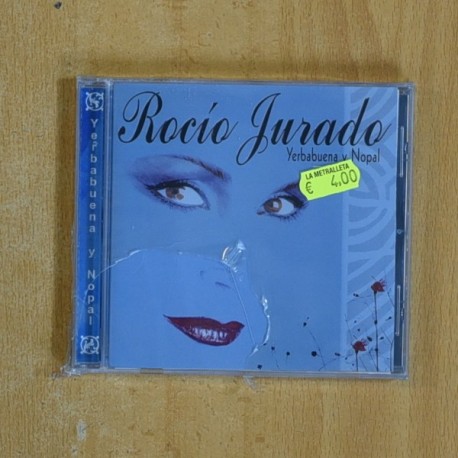 Rocío Jurado
Yerbabuena y Nopal
LA METRALLETA
€ 4,00
Yerbabuena y Nopal